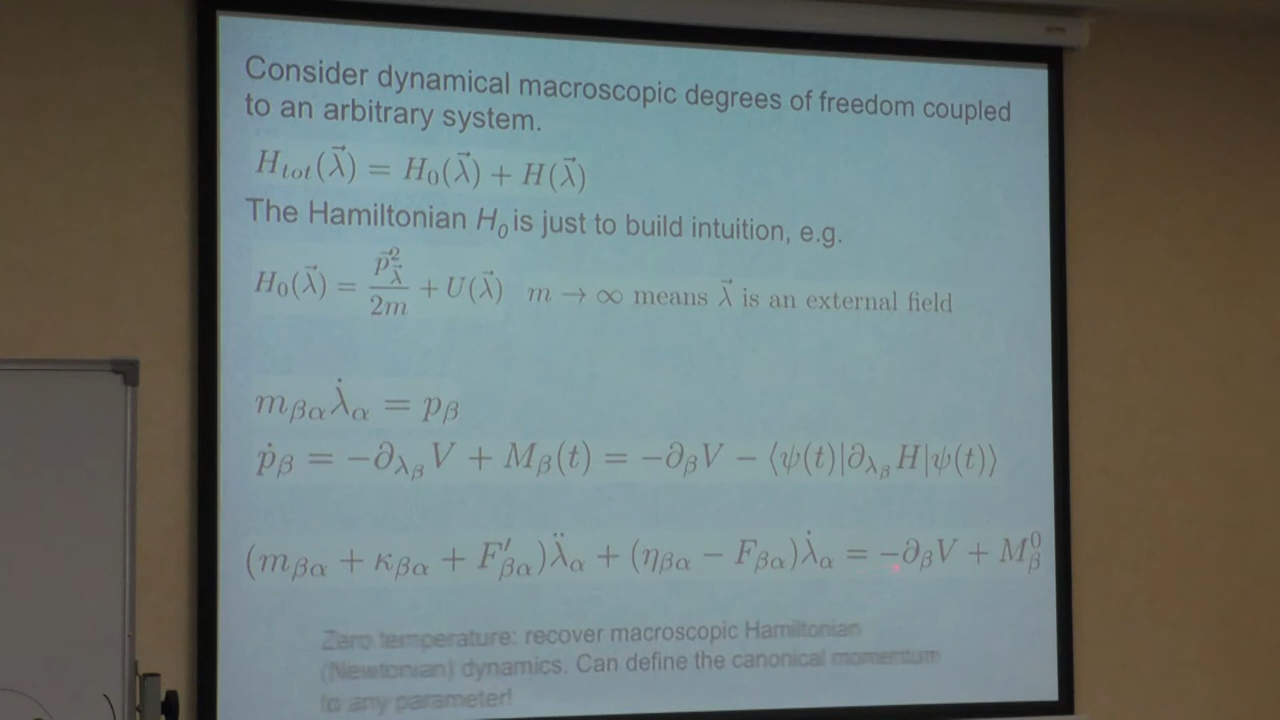 Consider dynamical macroscopic degrees of freedom coupled
to an arbitrary system.
$H_{tot}(\vec{\lambda}) = H_0(\vec{\lambda}) + H(\vec{\lambda})$
The Hamiltonian $H_0$ is just to build intuition, e.g.
$H_0(\vec{\lambda}) = \frac{\vec{p}_{\vec{\lambda}}^2}{2m} + U(\vec{\lambda})$ $m \to \infty$ means $\vec{\lambda}$ is an external field
$m_{\beta\alpha}\dot{\lambda}_\alpha = p_\beta$
$\dot{p}_\beta = -\partial_{\lambda_\beta} V + M_\beta(t) = -\partial_\beta V - \langle\psi(t)|\partial_{\lambda_\beta} H|\psi(t)\rangle$
$(m_{\beta\alpha} + \kappa_{\beta\alpha} + F'_{\beta\alpha})\ddot{\lambda}_\alpha + (\eta_{\beta\alpha} - F_{\beta\alpha})\dot{\lambda}_\alpha = -\partial_\beta V + M^0_\beta$
Zero temperature: recover macroscopic Hamiltonian
(Newtonian) dynamics. Can define the canonical momentum
to any parameter!